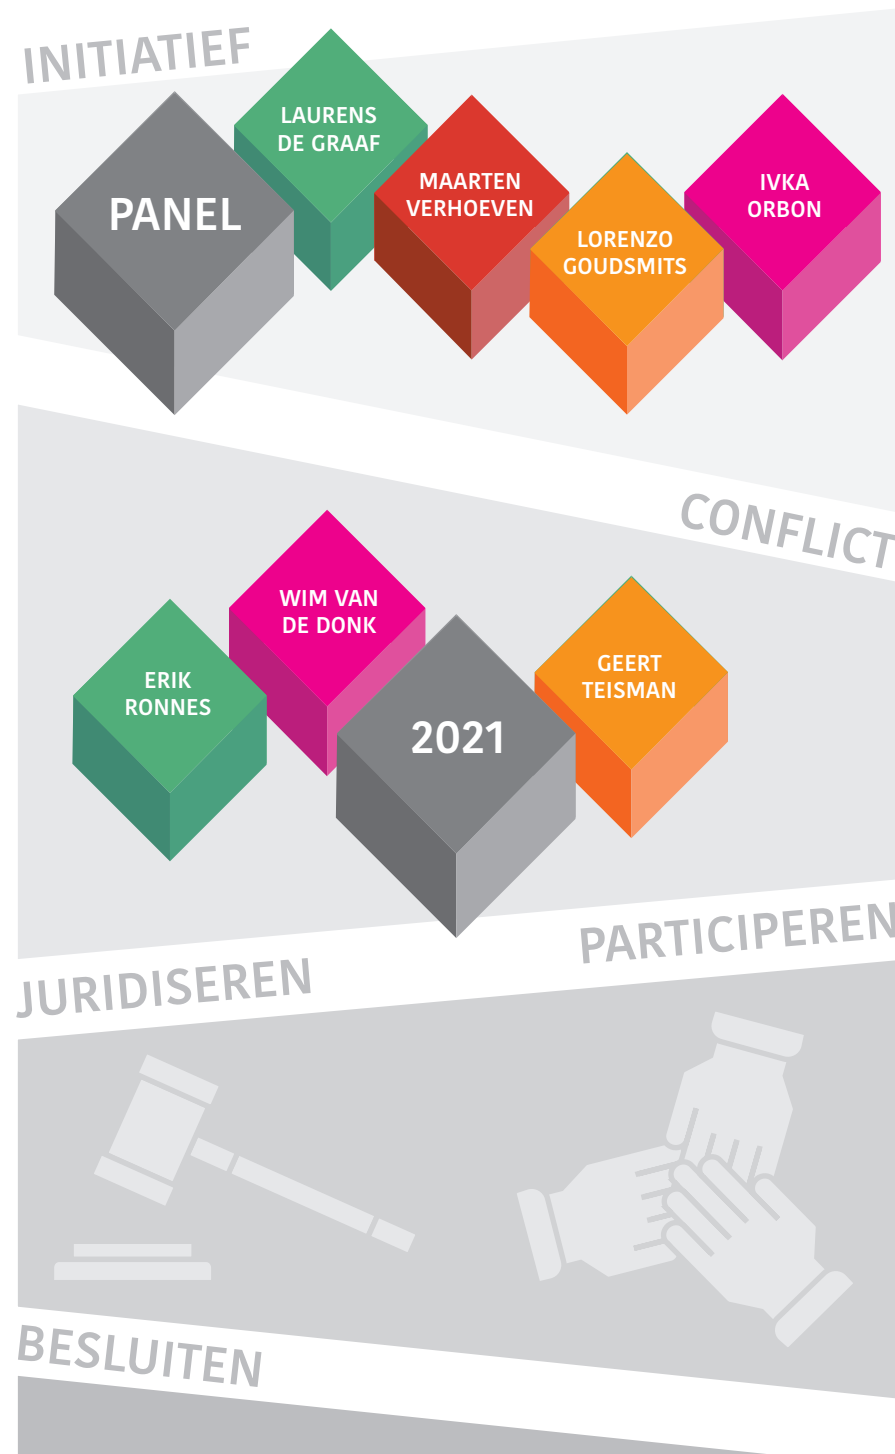 INITIATIEF
LAURENS
DE GRAAF
PANEL
MAARTEN
VERHOEVEN
LORENZO
GOUDSMITS
IVKA
ORBON
CONFLICT
WIM VAN
DE DONK
ERIK
RONNES
2021
GEERT
TEISMAN
PARTICIPEREN
JURIDISEREN
BESLUITEN